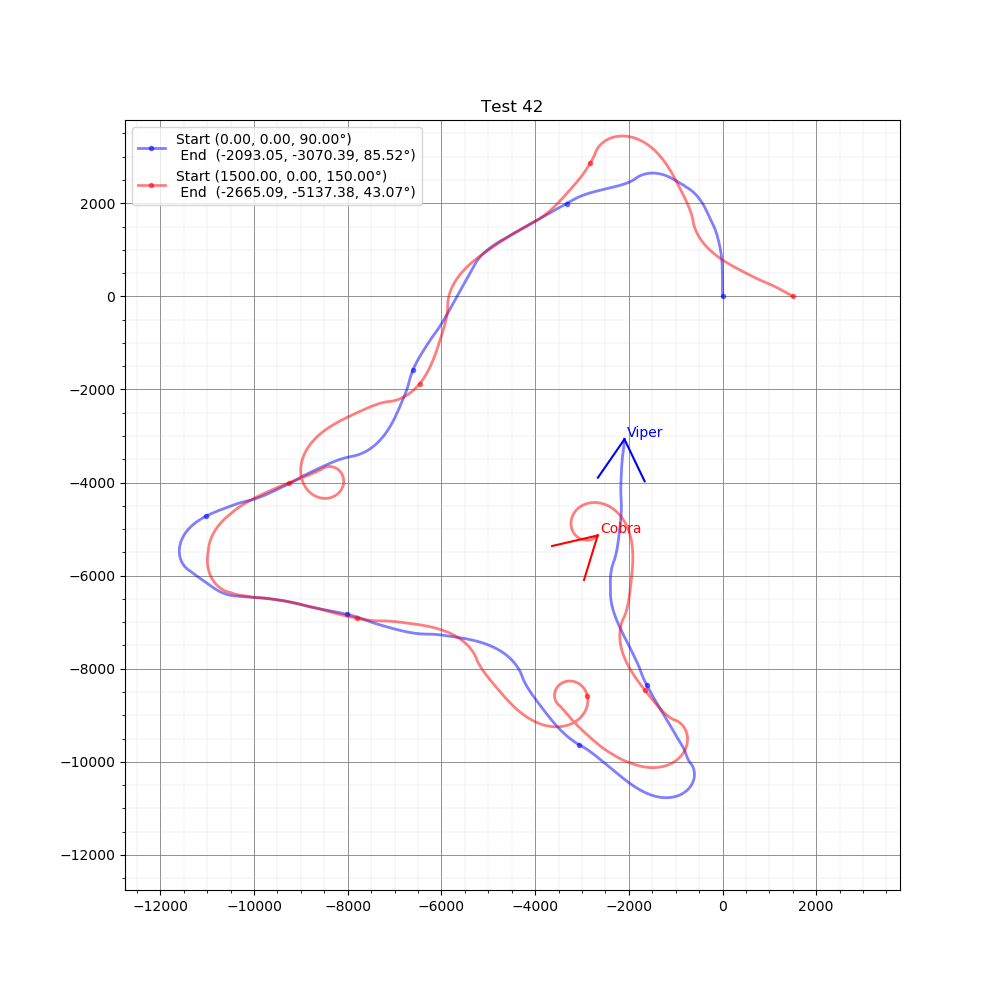 Test 42
Start (0.00, 0.00, 90.00°)
End (-2093.05, -3070.39, 85.52°)
Start (1500.00, 0.00, 150.00°)
End (-2665.09, -5137.38, 43.07°)
2000
0
−2000
Viper
−4000
Cobra
−6000
−8000
−10000
−12000
−12000 −10000 −8000 −6000 −4000 −2000 0 2000